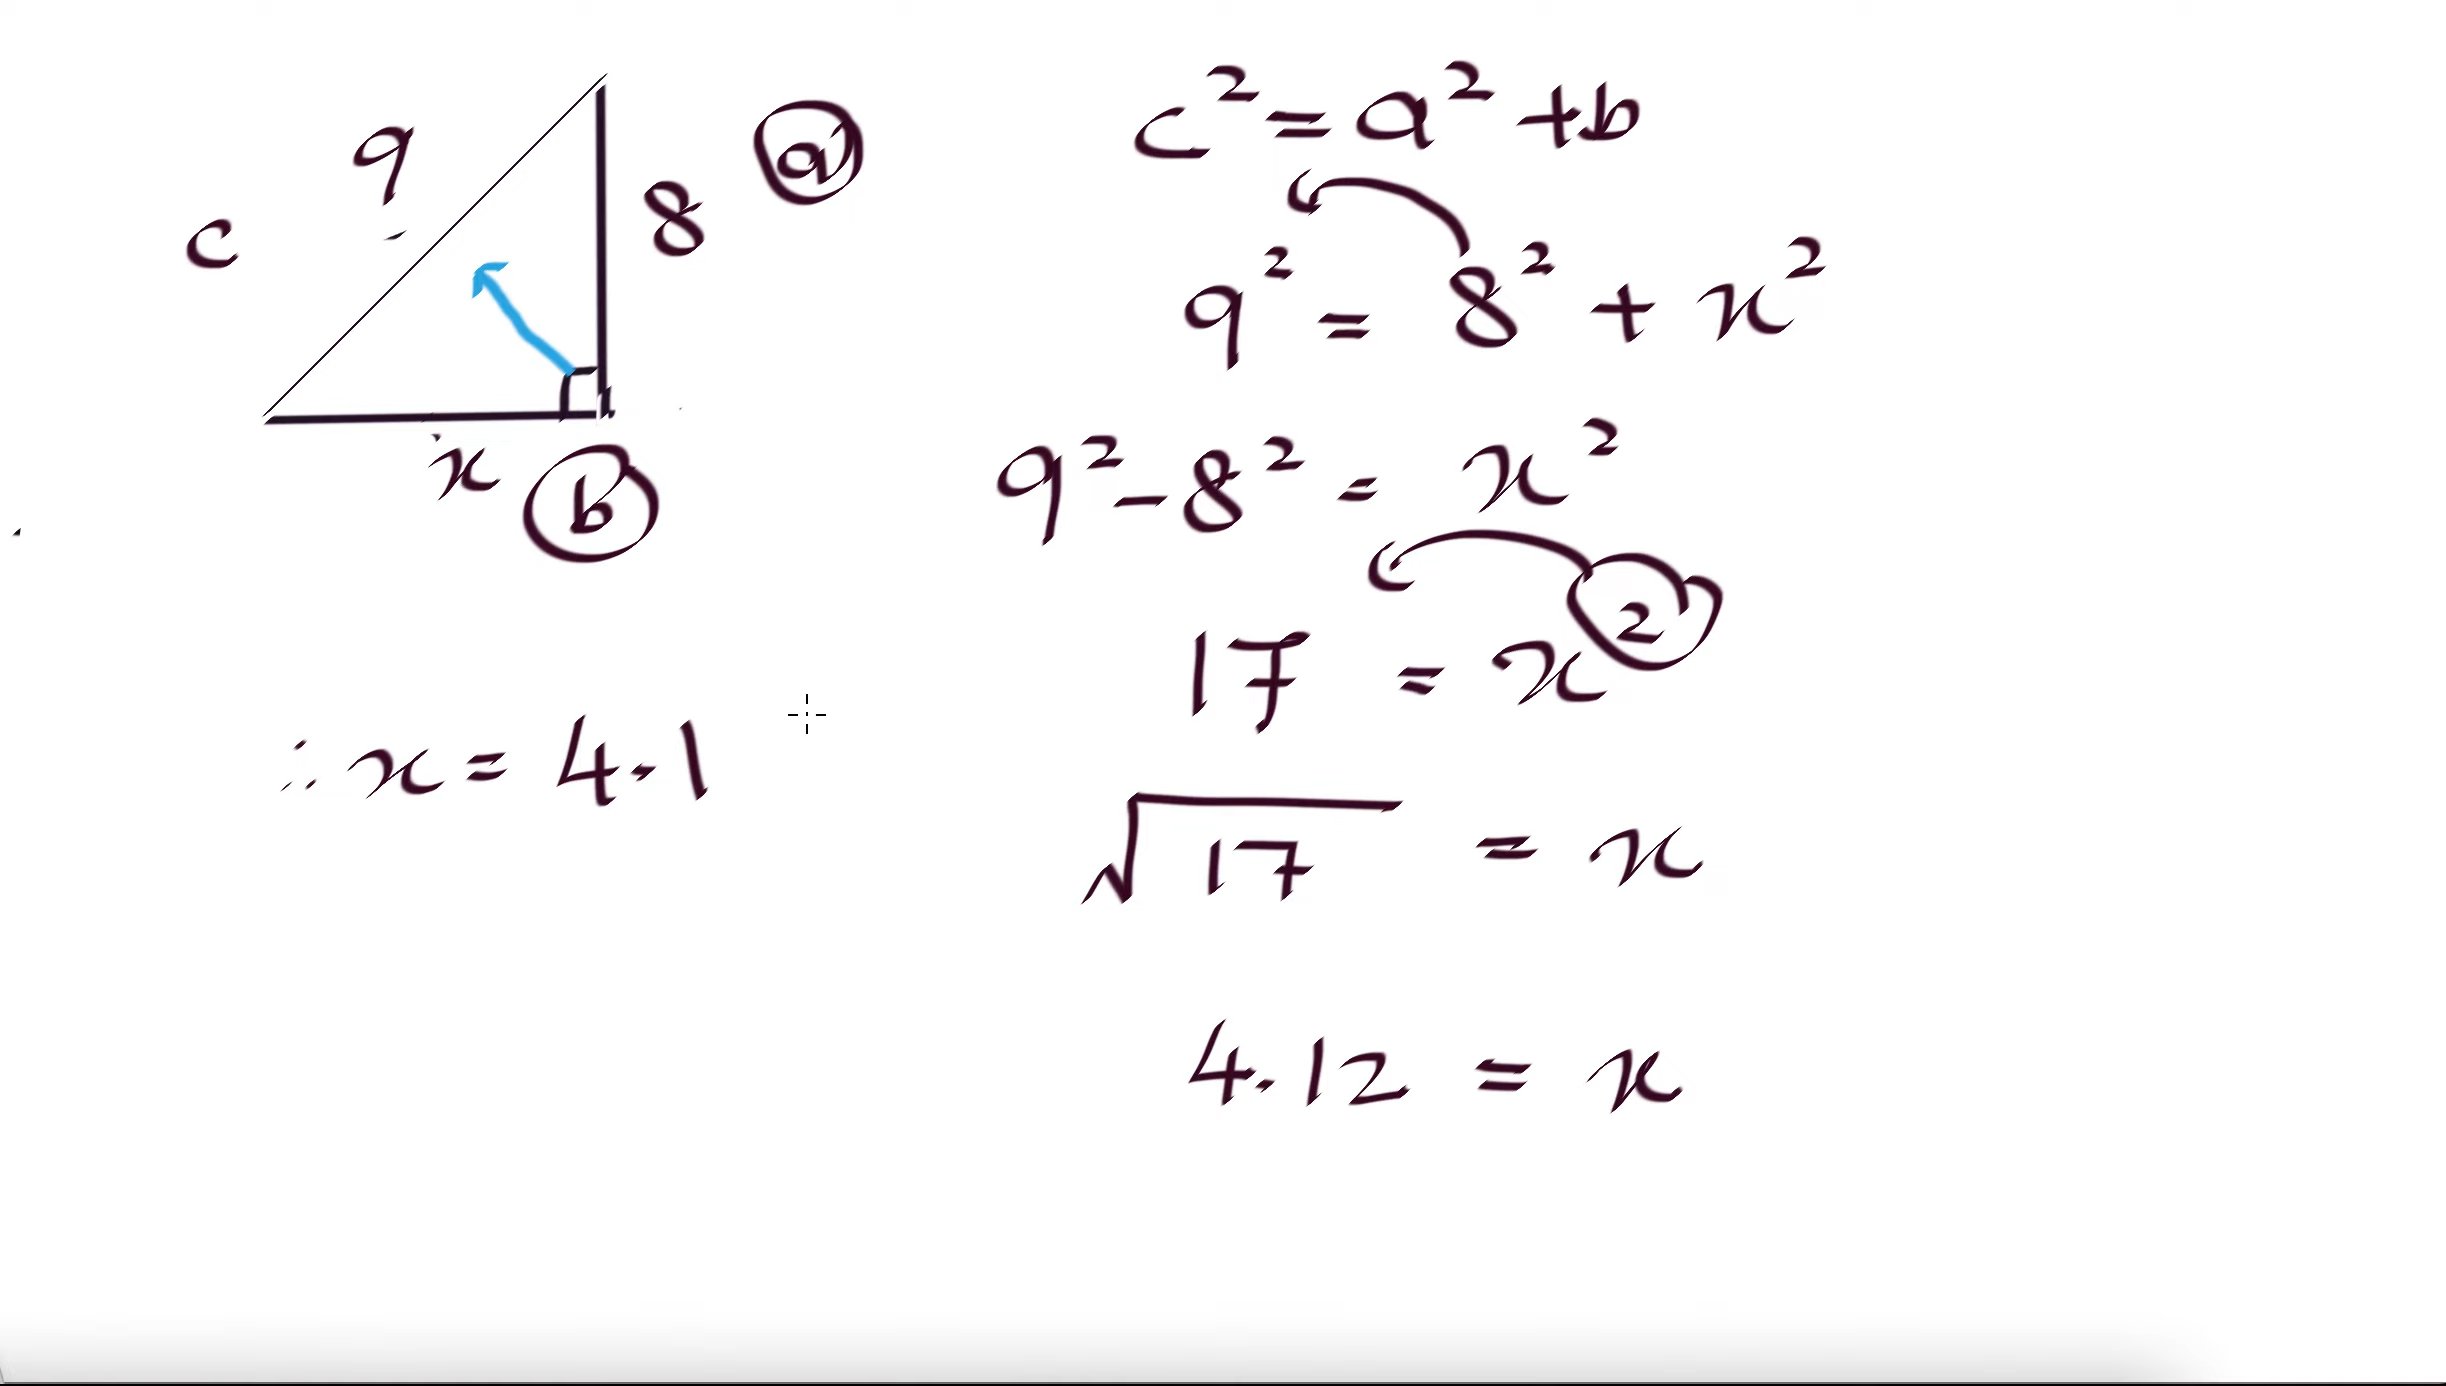 9
c
8
a
x
b
∴ x = 4.1
c² = a² + b
9² = 8² + x²
9² - 8² = x²
17 = x²
√17 = x
4.12 = x